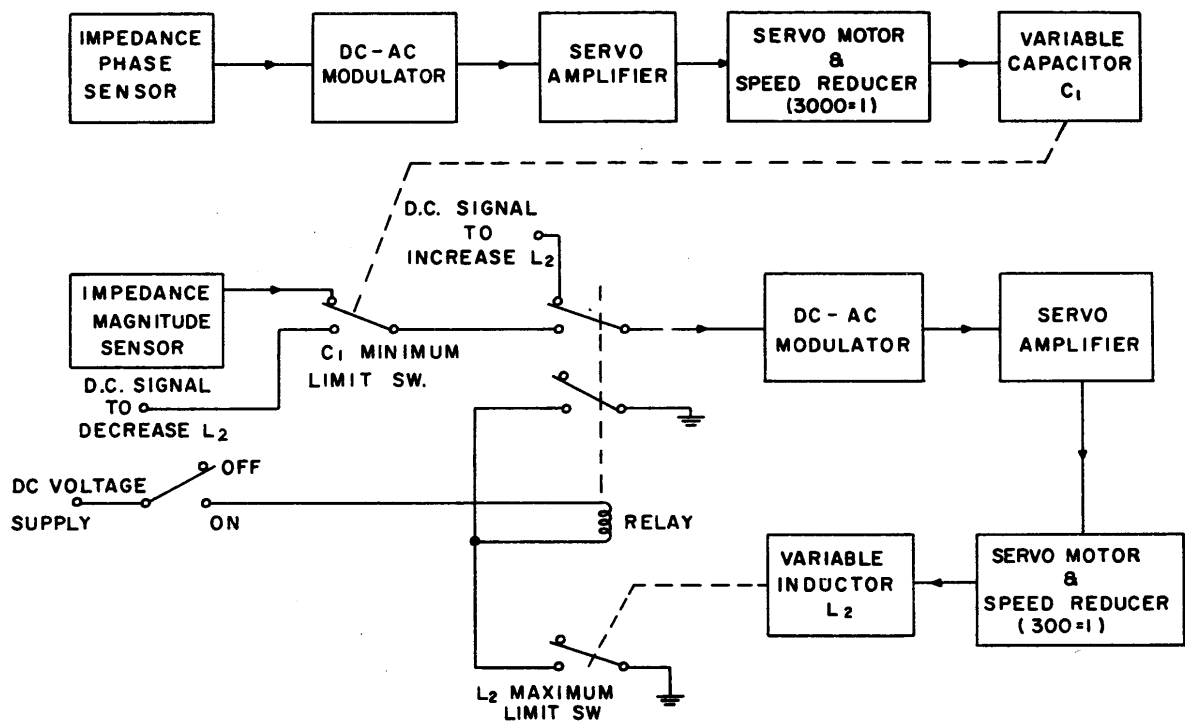 IMPEDANCE
PHASE
SENSOR
DC-AC
MODULATOR
SERVO
AMPLIFIER
SERVO MOTOR
&
SPEED REDUCER
(3000=1)
VARIABLE
CAPACITOR
C1
D.C. SIGNAL
TO
INCREASE L2
IMPEDANCE
MAGNITUDE
SENSOR
C1 MINIMUM
LIMIT SW.
DC-AC
MODULATOR
SERVO
AMPLIFIER
D.C. SIGNAL
TO
DECREASE L2
OFF
DC VOLTAGE
SUPPLY
ON
RELAY
VARIABLE
INDUCTOR
L2
SERVO MOTOR
&
SPEED REDUCER
(300=1)
L2 MAXIMUM
LIMIT SW